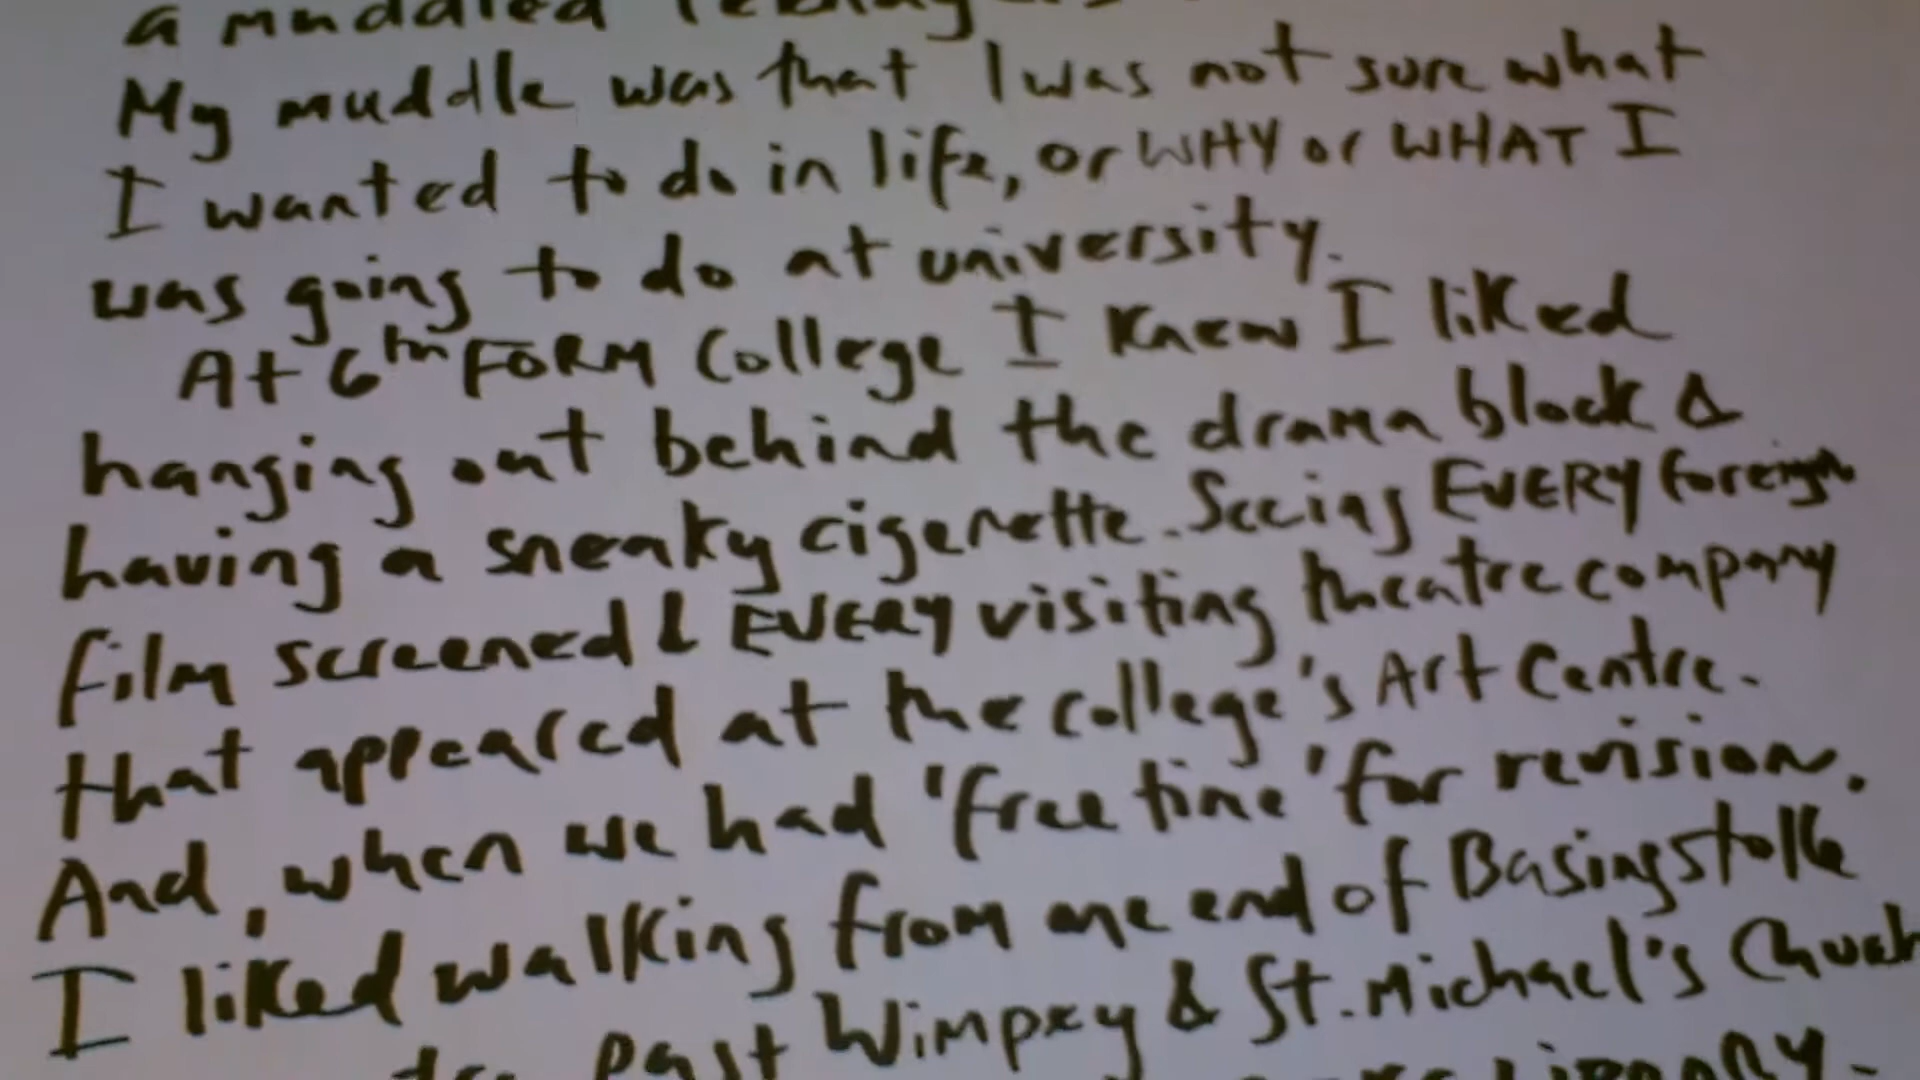 a muddled teenager
My muddle was that I was not sure what
I wanted to do in life, or WHY or WHAT I
was going to do at university.
At 6th FORM College I knew I liked
hanging out behind the drama block &
having a sneaky cigerette. Seeing EVERY foreign
film screened & EVERY visiting theatre company
that appeared at the college's Art Centre.
And, when we had 'free time' for revision.
I liked walking from one end of Basingstoke
past Wimpey & St. Michael's Church
library.